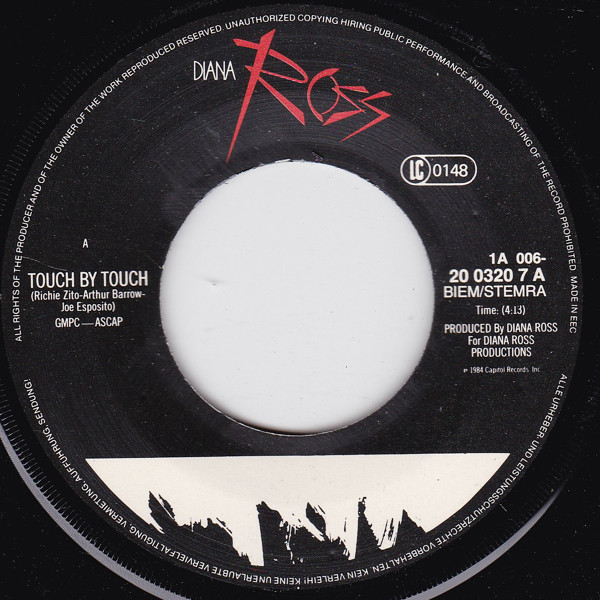 ALL RIGHTS OF THE PRODUCER AND OF THE OWNER OF THE WORK REPRODUCED RESERVED. UNAUTHORIZED COPYING HIRING PUBLIC PERFORMANCE AND BROADCASTING OF THE RECORD PROHIBITED. MADE IN EEC
DIANA
ROSS
LC 0148
A
TOUCH BY TOUCH
(Richie Zito-Arthur Barrow-
Joe Esposito)
GMPC—ASCAP
1A 006-
20 0320 7 A
BIEM/STEMRA
Time: (4:13)
PRODUCED By DIANA ROSS
For DIANA ROSS
PRODUCTIONS
℗ 1984 Capitol Records, Inc.
ALLE URHEBER- UND LEISTUNGSSCHUTZRECHTE VORBEHALTEN. KEIN VERLEIH! KEINE UNERLAUBTE VERVIELFÄLTIGUNG, VERMIETUNG, AUFFÜHRUNG, SENDUNG!